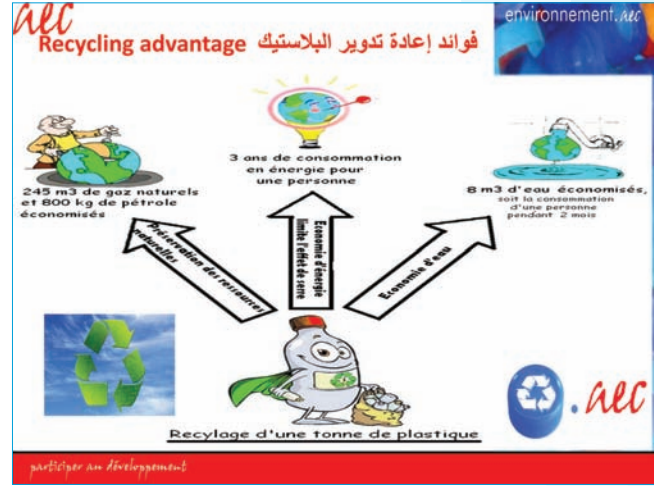 aec
environnement.aec
Recycling advantage فوائد إعادة تدوير البلاستيك
3 ans de consommation
en énergie pour
une personne
245 m3 de gaz naturels
et 800 kg de pétrole
économisés
8 m3 d'eau économisés,
soit la consommation
d'une personne
pendant 2 mois
Préservation des ressources
naturelles
Economie d'énergie
limite l'effet de serre
Economie d'eau
.aec
Recylage d'une tonne de plastique
participer au développement